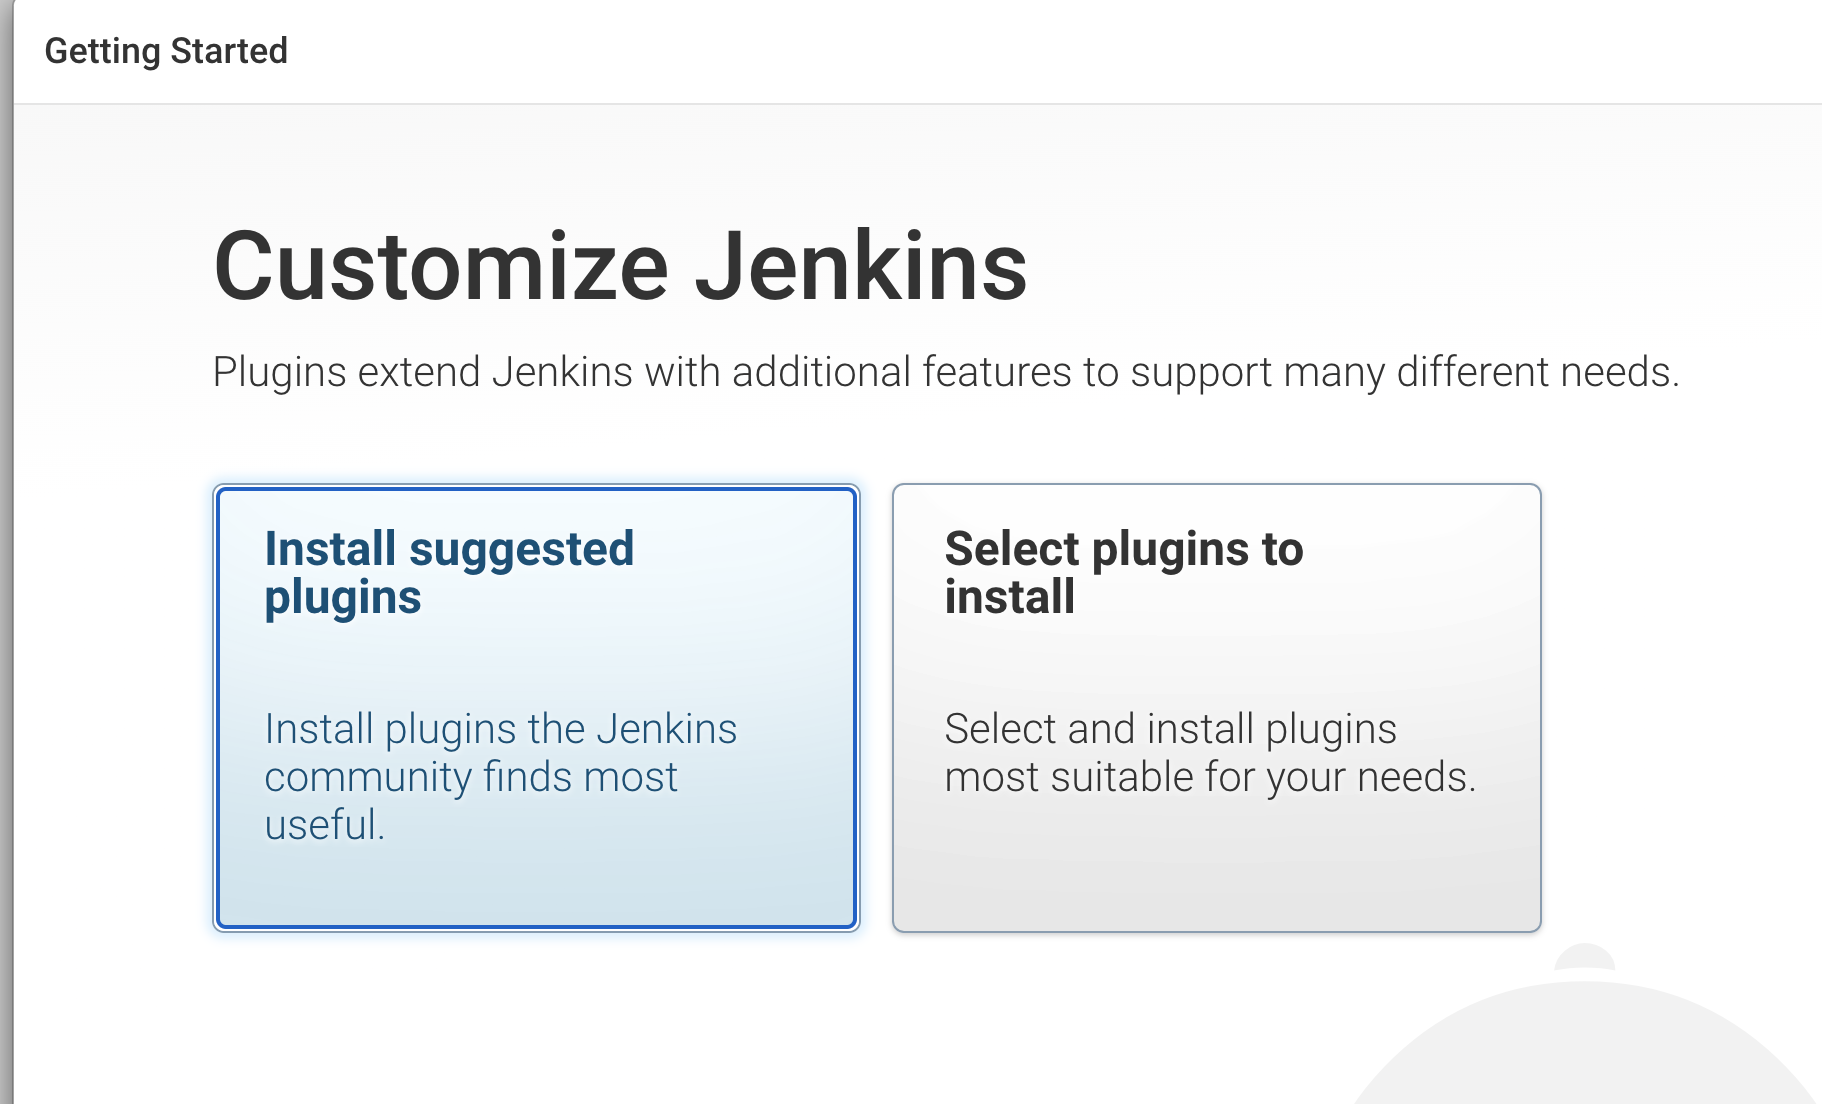 Getting Started
Customize Jenkins
Plugins extend Jenkins with additional features to support many different needs.
Install suggested
plugins
Install plugins the Jenkins
community finds most
useful.
Select plugins to
install
Select and install plugins
most suitable for your needs.